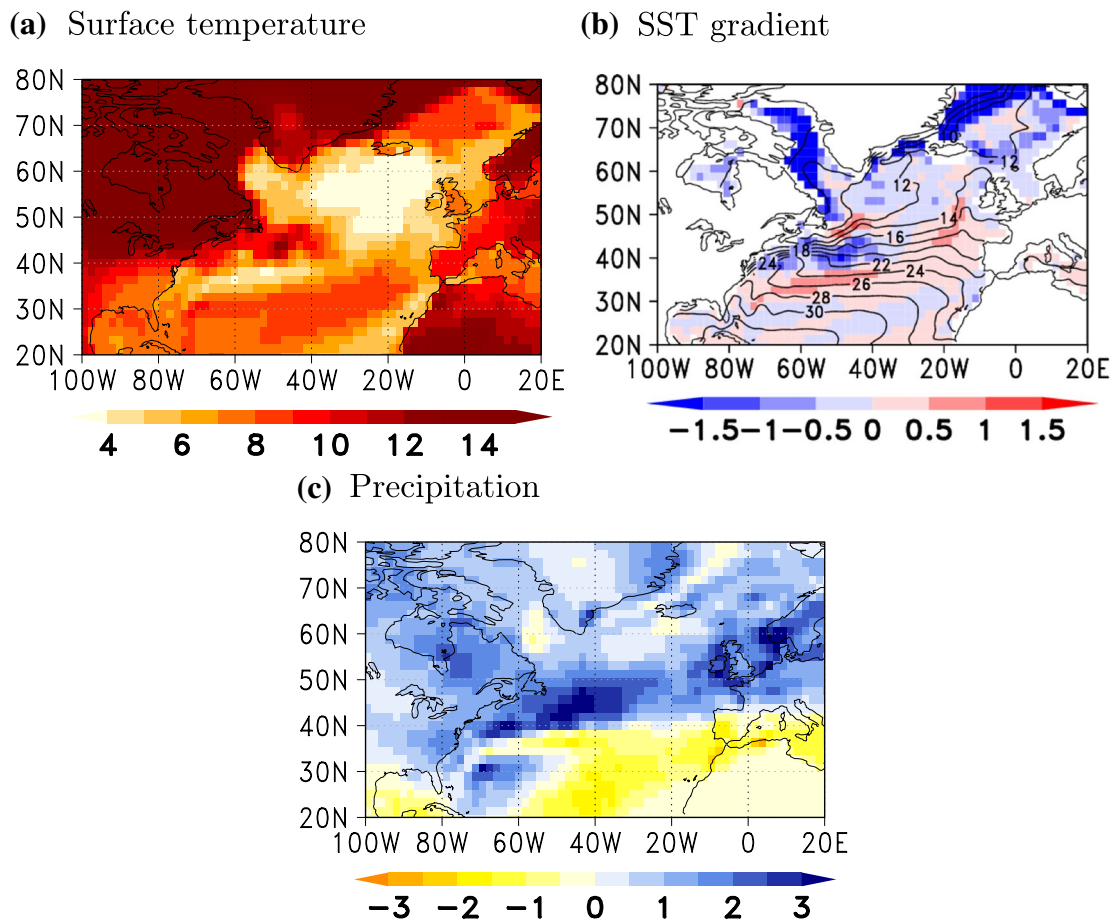 (a) Surface temperature
80N
70N
60N
50N
40N
30N
20N
100W 80W 60W 40W 20W 0 20E
4 6 8 10 12 14
(b) SST gradient
80N
70N
60N
50N
40N
30N
20N
0
12
12
14
16
18
24
22
24
26
28
30
100W 80W 60W 40W 20W 0 20E
−1.5−1−0.5 0 0.5 1 1.5
(c) Precipitation
80N
70N
60N
50N
40N
30N
20N
100W 80W 60W 40W 20W 0 20E
−3 −2 −1 0 1 2 3